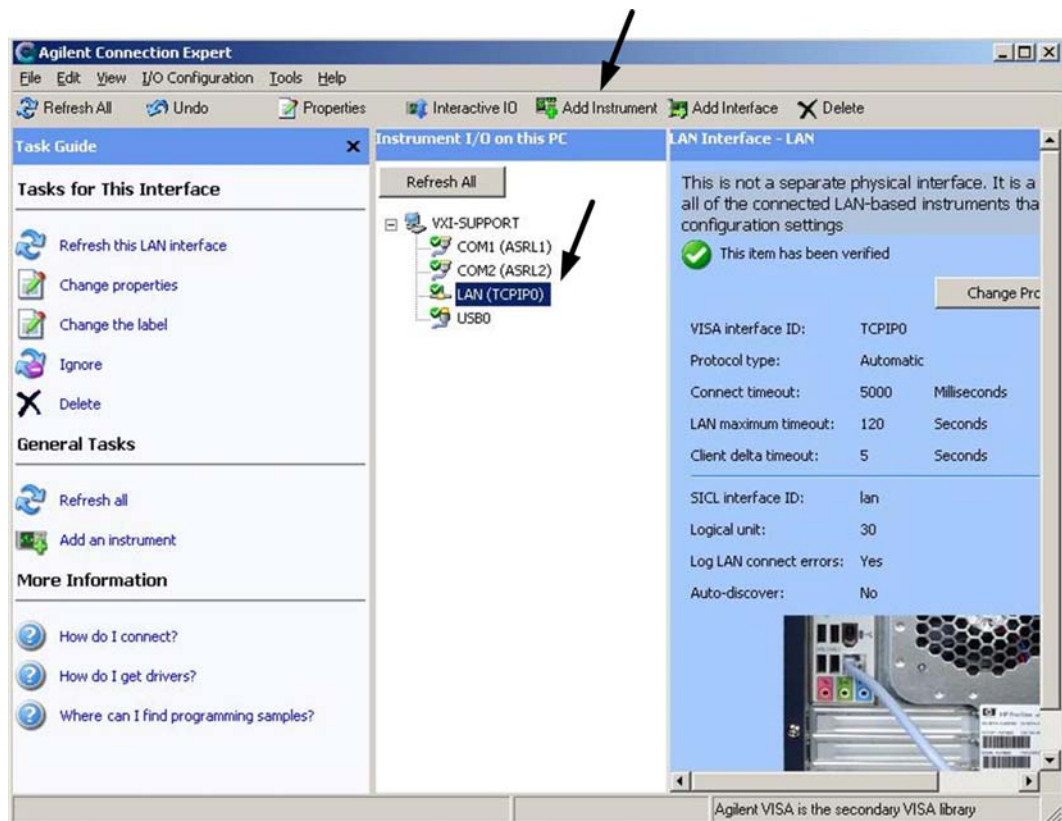 Agilent Connection Expert
File Edit View I/O Configuration Tools Help
Refresh All Undo Properties Interactive IO Add Instrument Add Interface Delete
Task Guide
Tasks for This Interface
Refresh this LAN interface
Change properties
Change the label
Ignore
Delete
General Tasks
Refresh all
Add an instrument
More Information
How do I connect?
How do I get drivers?
Where can I find programming samples?
Instrument I/O on this PC
Refresh All
VXI-SUPPORT
COM1 (ASRL1)
COM2 (ASRL2)
LAN (TCPIP0)
USB0
LAN Interface - LAN
This is not a separate physical interface. It is a
all of the connected LAN-based instruments tha
configuration settings
This item has been verified
Change Pro
VISA interface ID: TCPIP0
Protocol type: Automatic
Connect timeout: 5000 Milliseconds
LAN maximum timeout: 120 Seconds
Client delta timeout: 5 Seconds
SICL interface ID: lan
Logical unit: 30
Log LAN connect errors: Yes
Auto-discover: No
Agilent VISA is the secondary VISA library